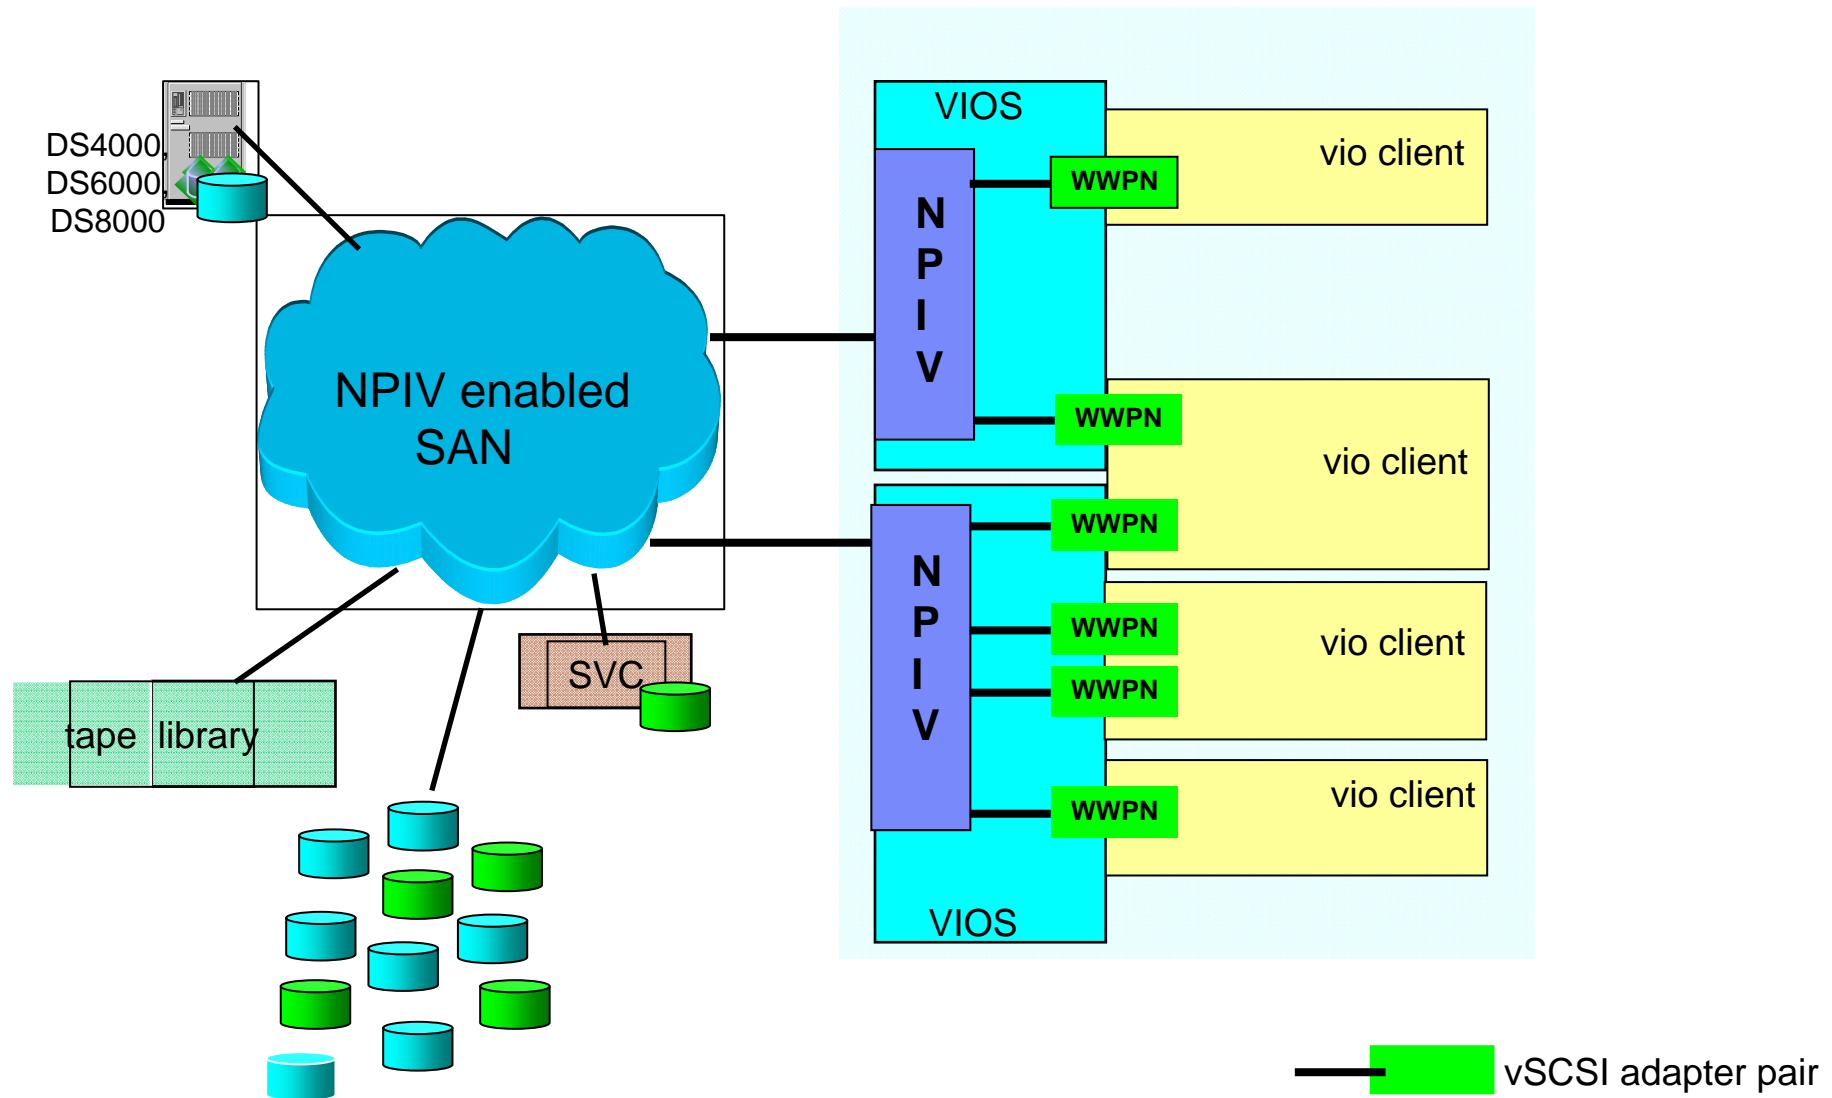 DS4000,
DS6000,
DS8000
NPIV enabled
SAN
tape library
SVC
VIOS
N
P
I
V
WWPN
vio client
WWPN
vio client
WWPN
N
P
I
V
WWPN
vio client
WWPN
WWPN
vio client
VIOS
vSCSI adapter pair